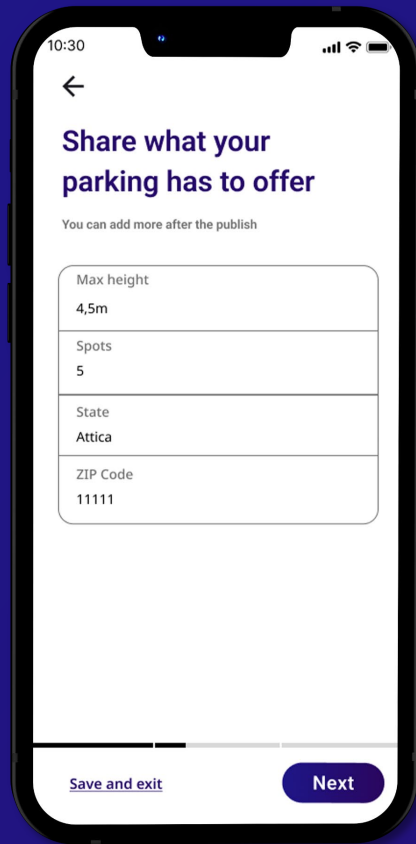 10:30
Share what your
parking has to offer
You can add more after the publish
Max height
4,5m
Spots
5
State
Attica
ZIP Code
11111
Save and exit
Next